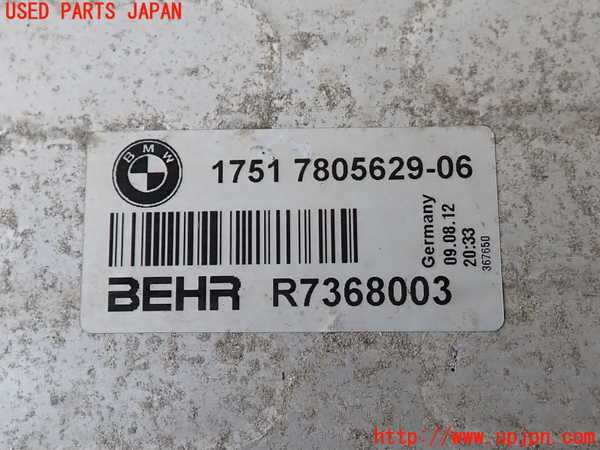 USED PARTS JAPAN
BMW
1751 7805629-06
BEHR R7368003
Germany
09.08.12
20:33
367650
http://www.upjpn.com